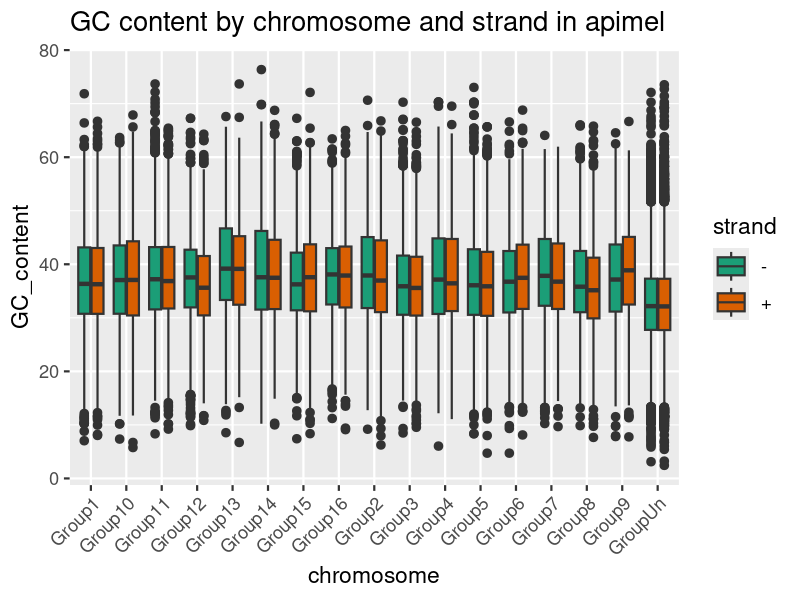 GC content by chromosome and strand in apimel
GC_content
80
60
40
20
0
Group1
Group10
Group11
Group12
Group13
Group14
Group15
Group16
Group2
Group3
Group4
Group5
Group6
Group7
Group8
Group9
GroupUn
chromosome
strand
-
+